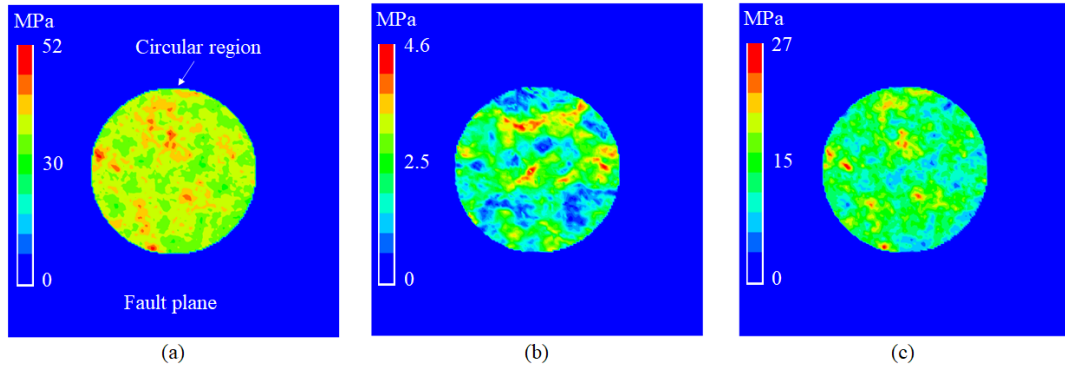 MPa
52
30
0
Circular region
Fault plane
(a)
MPa
4.6
2.5
0
(b)
MPa
27
15
0
(c)